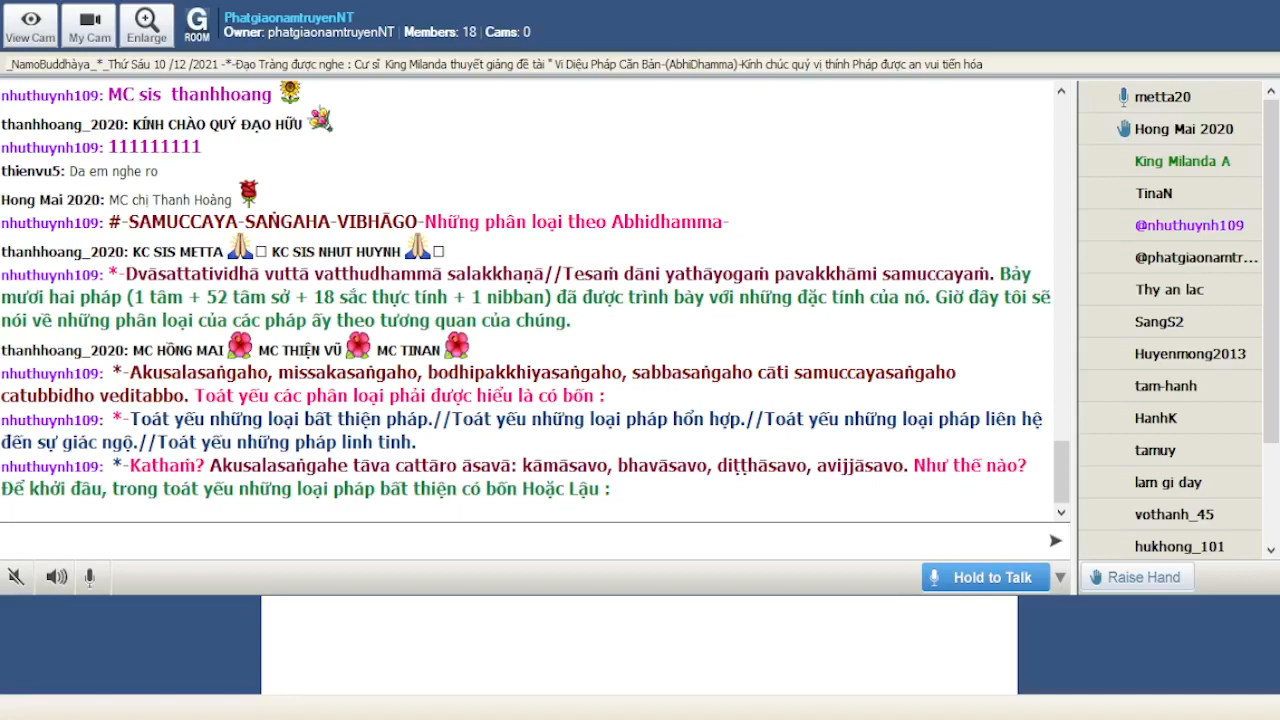 View Cam
My Cam
Enlarge
G
ROOM
PhatgiaonamtruyenNT
Owner: phatgiaonamtruyenNT | Members: 18 | Cams: 0
_NamoBuddhàya_*_Thứ Sáu 10 /12 /2021 -*-Đạo Tràng được nghe : Cư sĩ King Milanda thuyết giảng đề tài " Vi Diệu Pháp Căn Bản-(AbhiDhamma)-Kính chúc quý vị thính Pháp được an vui tiến hóa
nhuthuynh109: MC sis thanhhoang
thanhhoang_2020: KÍNH CHÀO QUÝ ĐẠO HỮU
nhuthuynh109: 111111111
thienvu5: Da em nghe ro
Hong Mai 2020: MC chị Thanh Hoàng
nhuthuynh109: #-SAMUCCAYA-SAṄGAHA-VIBHĀGO-Những phân loại theo Abhidhamma-
thanhhoang_2020: KC SIS METTA 🙏□ KC SIS NHUT HUYNH 🙏□
nhuthuynh109: *-Dvāsattatividhā vuttā vatthudhammā salakkhaṇā//Tesaṁ dāni yathāyogaṁ pavakkhāmi samuccayaṁ. Bảy
mươi hai pháp (1 tâm + 52 tâm sở + 18 sắc thực tính + 1 nibban) đã được trình bày với những đặc tính của nó. Giờ đây tôi sẽ
nói về những phân loại của các pháp ấy theo tương quan của chúng.
thanhhoang_2020: MC HỒNG MAI 🌺 MC THIỆN VŨ 🌺 MC TINAN 🌺
nhuthuynh109: *-Akusalasaṅgaho, missakasaṅgaho, bodhipakkhiyasaṅgaho, sabbasaṅgaho cāti samuccayasaṅgaho
catubbidho veditabbo. Toát yếu các phân loại phải được hiểu là có bốn :
nhuthuynh109: *-Toát yếu những loại bất thiện pháp.//Toát yếu những loại pháp hổn hợp.//Toát yếu những loại pháp liên hệ
đến sự giác ngộ.//Toát yếu những pháp linh tinh.
nhuthuynh109: *-Kathaṁ? Akusalasaṅgahe tāva cattāro āsavā: kāmāsavo, bhavāsavo, diṭṭhāsavo, avijjāsavo. Như thế nào?
Để khởi đầu, trong toát yếu những loại pháp bất thiện có bốn Hoặc Lậu :
Hold to Talk
metta20
Hong Mai 2020
King Milanda A
TinaN
@nhuthuynh109
@phatgiaonamtr...
Thy an lac
SangS2
Huyenmong2013
tam-hanh
HanhK
tamuy
lam gi day
vothanh_45
hukhong_101
Raise Hand